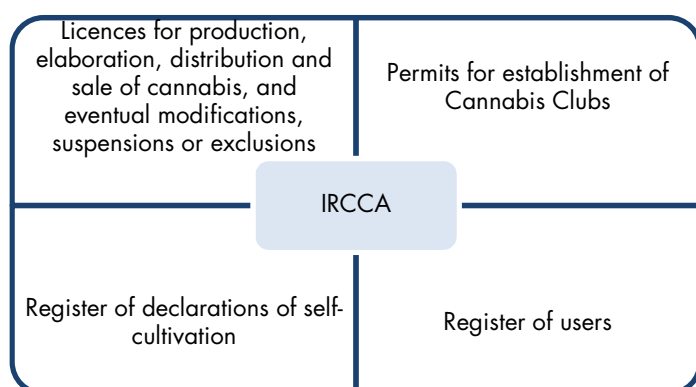 Licences for production,
elaboration, distribution and
sale of cannabis, and
eventual modifications,
suspensions or exclusions
Permits for establishment of
Cannabis Clubs
IRCCA
Register of declarations of self-
cultivation
Register of users